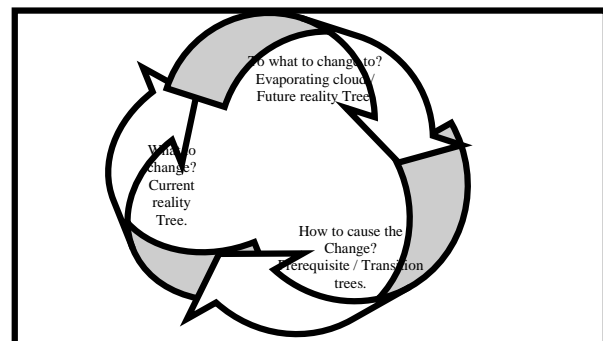 To what to change to?
Evaporating cloud /
Future reality Tree
What to
change?
Current
reality
Tree.
How to cause the
Change?
Prerequisite / Transition
trees.